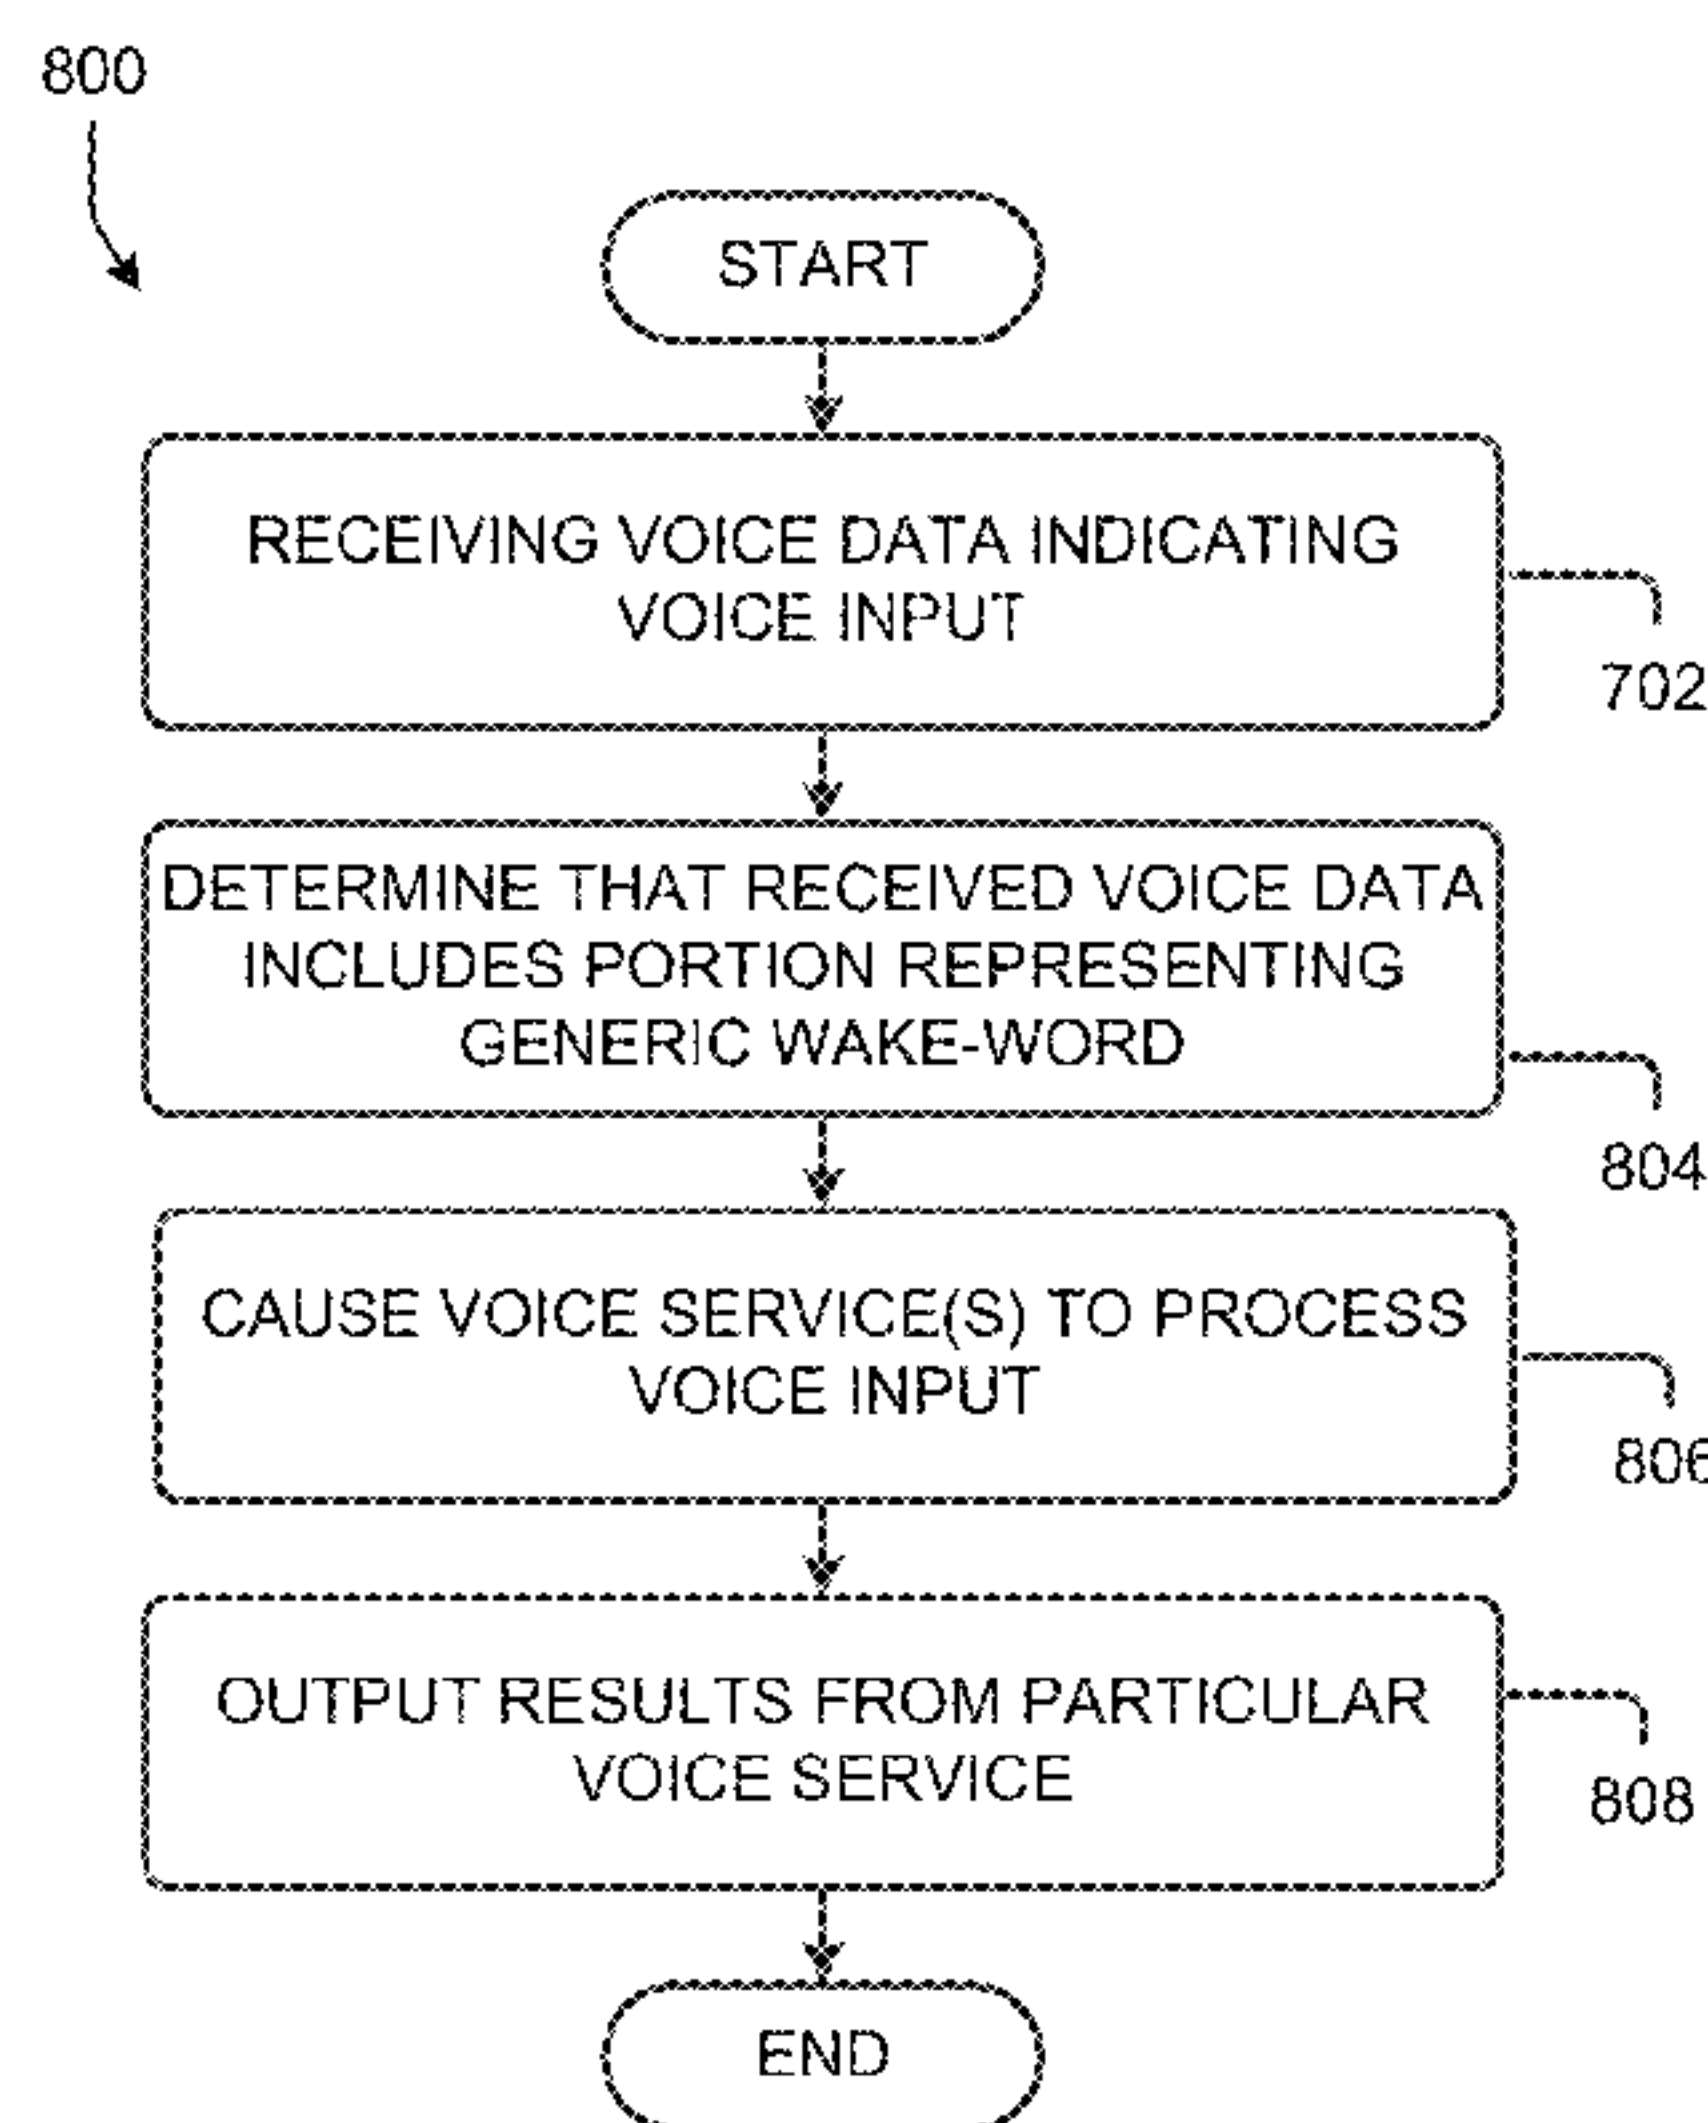 800
START
RECEIVING VOICE DATA INDICATING
VOICE INPUT
702
DETERMINE THAT RECEIVED VOICE DATA
INCLUDES PORTION REPRESENTING
GENERIC WAKE-WORD
804
CAUSE VOICE SERVICE(S) TO PROCESS
VOICE INPUT
806
OUTPUT RESULTS FROM PARTICULAR
VOICE SERVICE
808
END